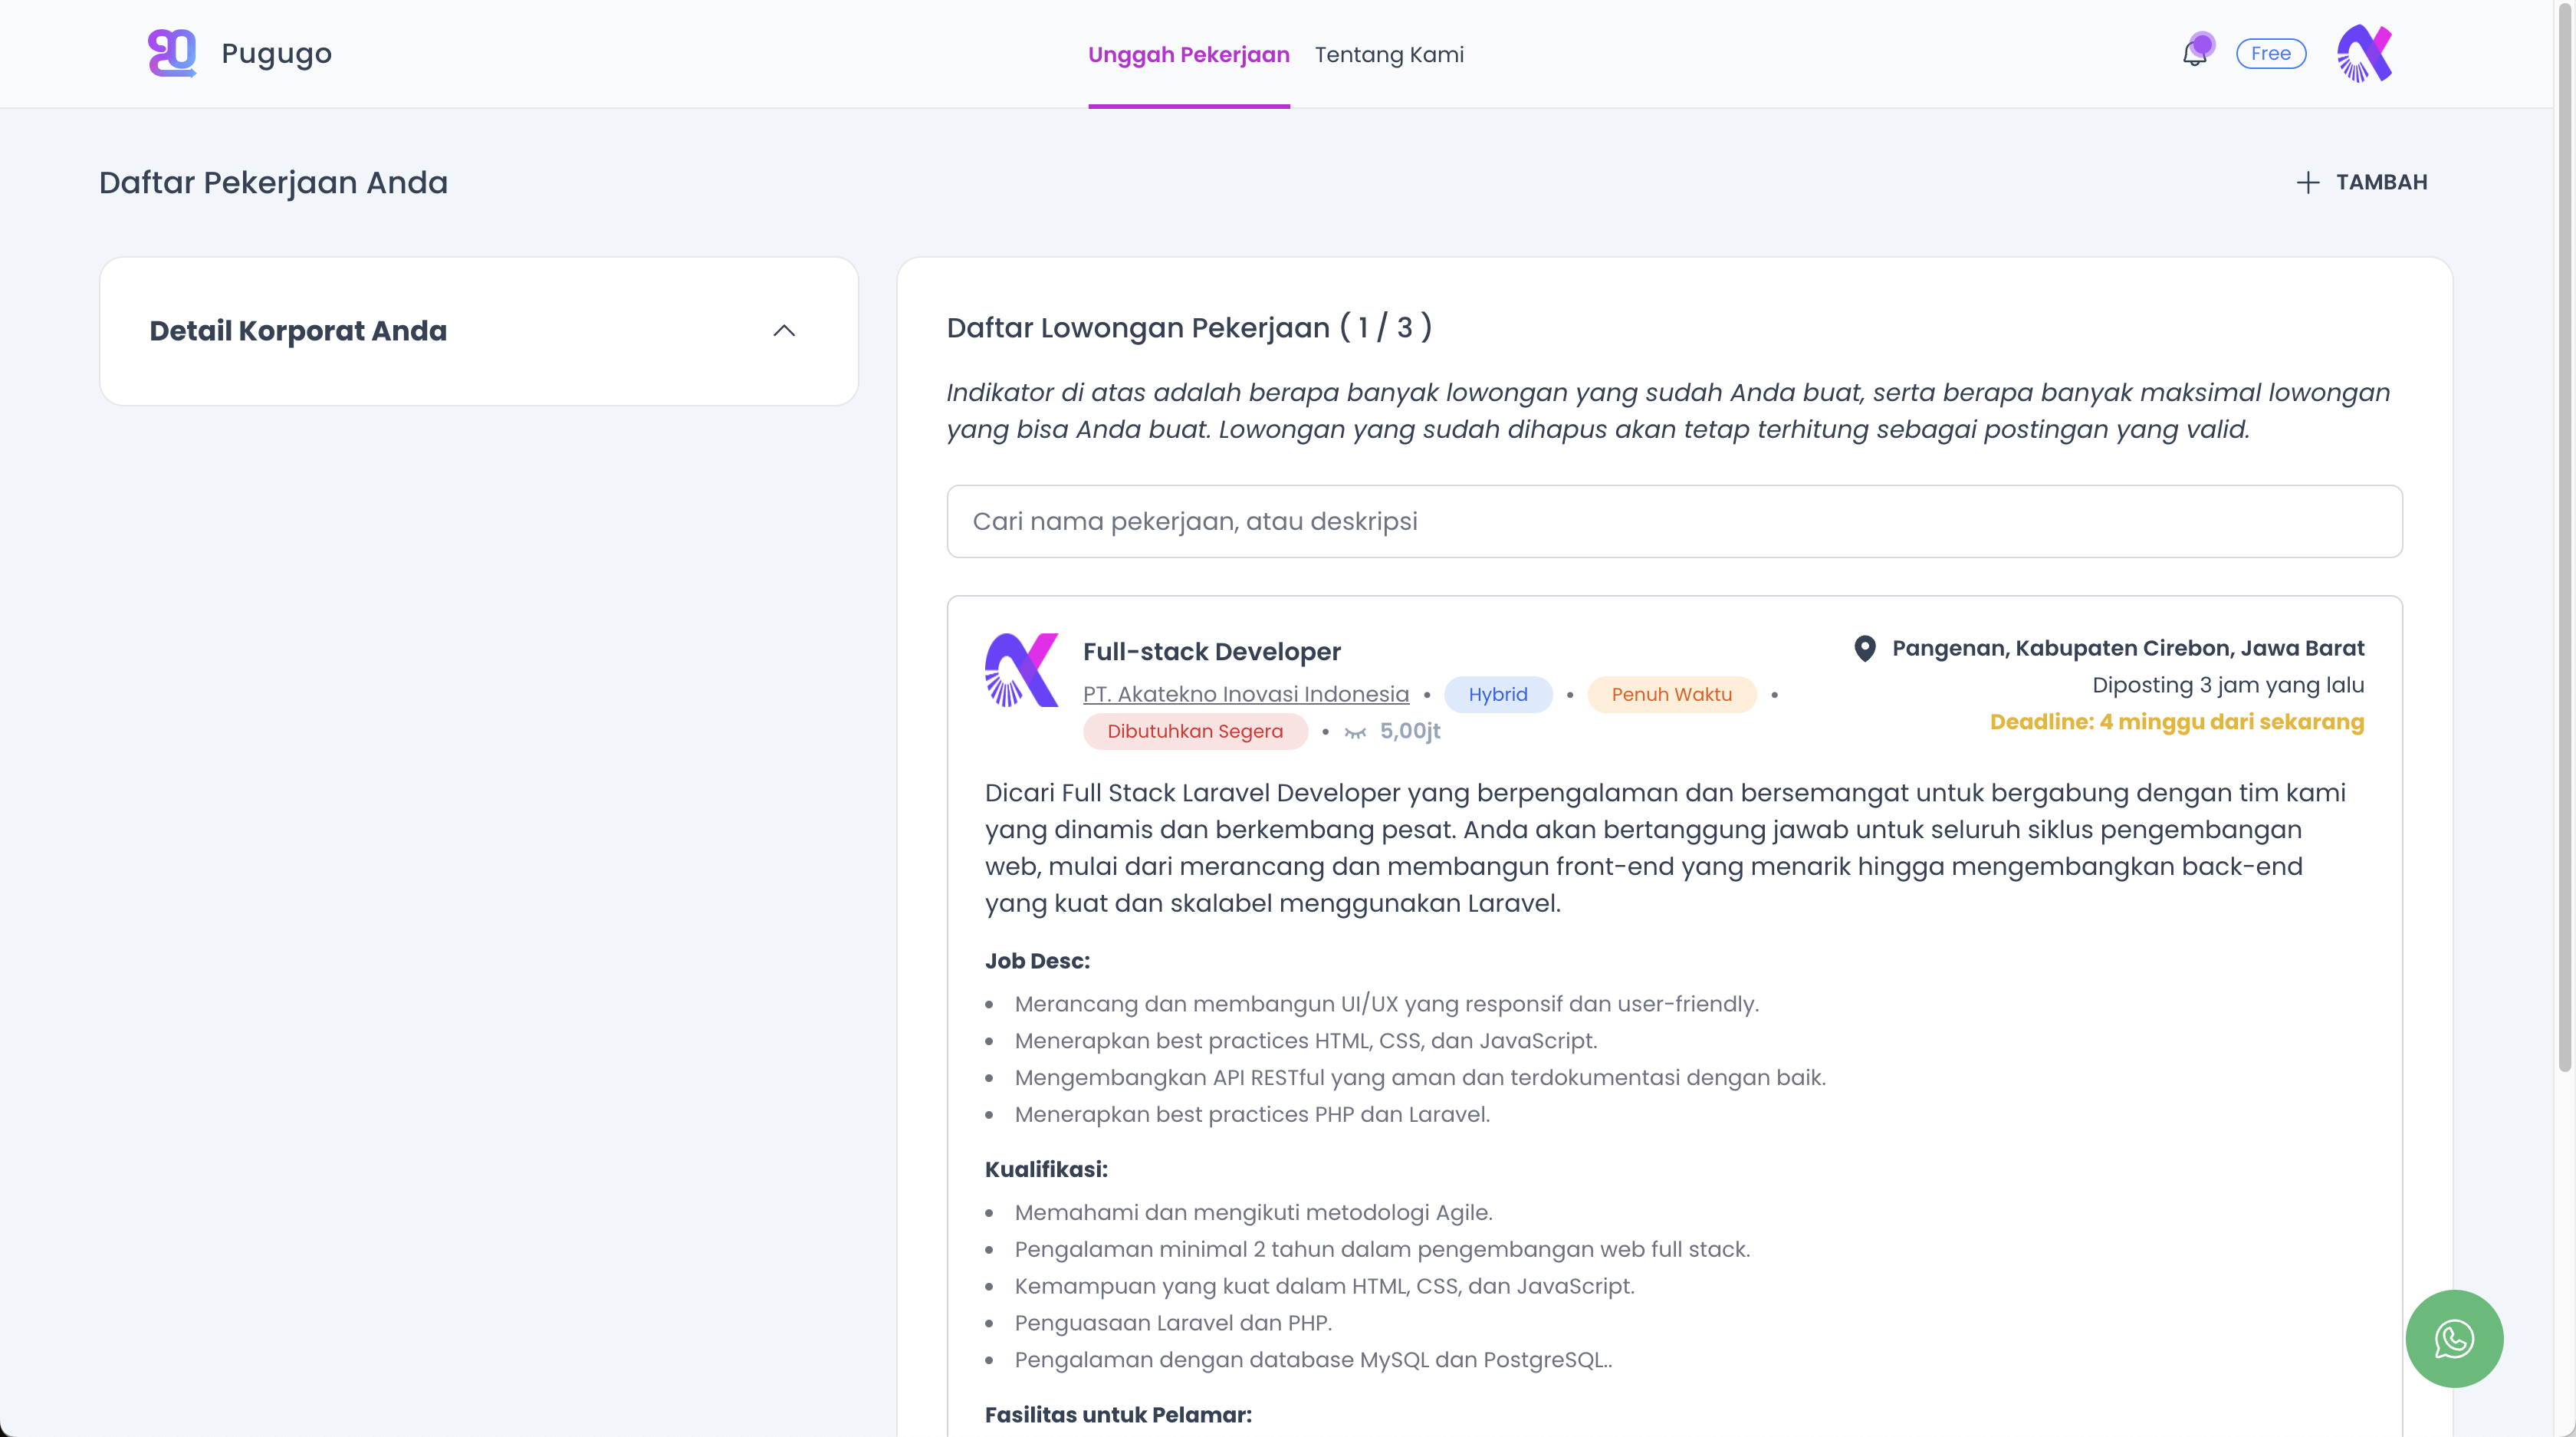 Pugugo
Unggah Pekerjaan
Tentang Kami
Free
Daftar Pekerjaan Anda
TAMBAH
Detail Korporat Anda
Daftar Lowongan Pekerjaan ( 1 / 3 )
Indikator di atas adalah berapa banyak lowongan yang sudah Anda buat, serta berapa banyak maksimal lowongan
yang bisa Anda buat. Lowongan yang sudah dihapus akan tetap terhitung sebagai postingan yang valid.
Cari nama pekerjaan, atau deskripsi
Full-stack Developer
PT. Akatekno Inovasi Indonesia • Hybrid • Penuh Waktu •
Dibutuhkan Segera • 5,00jt
Pangenan, Kabupaten Cirebon, Jawa Barat
Diposting 3 jam yang lalu
Deadline: 4 minggu dari sekarang
Dicari Full Stack Laravel Developer yang berpengalaman dan bersemangat untuk bergabung dengan tim kami
yang dinamis dan berkembang pesat. Anda akan bertanggung jawab untuk seluruh siklus pengembangan
web, mulai dari merancang dan membangun front-end yang menarik hingga mengembangkan back-end
yang kuat dan skalabel menggunakan Laravel.
Job Desc:
• Merancang dan membangun UI/UX yang responsif dan user-friendly.
• Menerapkan best practices HTML, CSS, dan JavaScript.
• Mengembangkan API RESTful yang aman dan terdokumentasi dengan baik.
• Menerapkan best practices PHP dan Laravel.
Kualifikasi:
• Memahami dan mengikuti metodologi Agile.
• Pengalaman minimal 2 tahun dalam pengembangan web full stack.
• Kemampuan yang kuat dalam HTML, CSS, dan JavaScript.
• Penguasaan Laravel dan PHP.
• Pengalaman dengan database MySQL dan PostgreSQL..
Fasilitas untuk Pelamar: